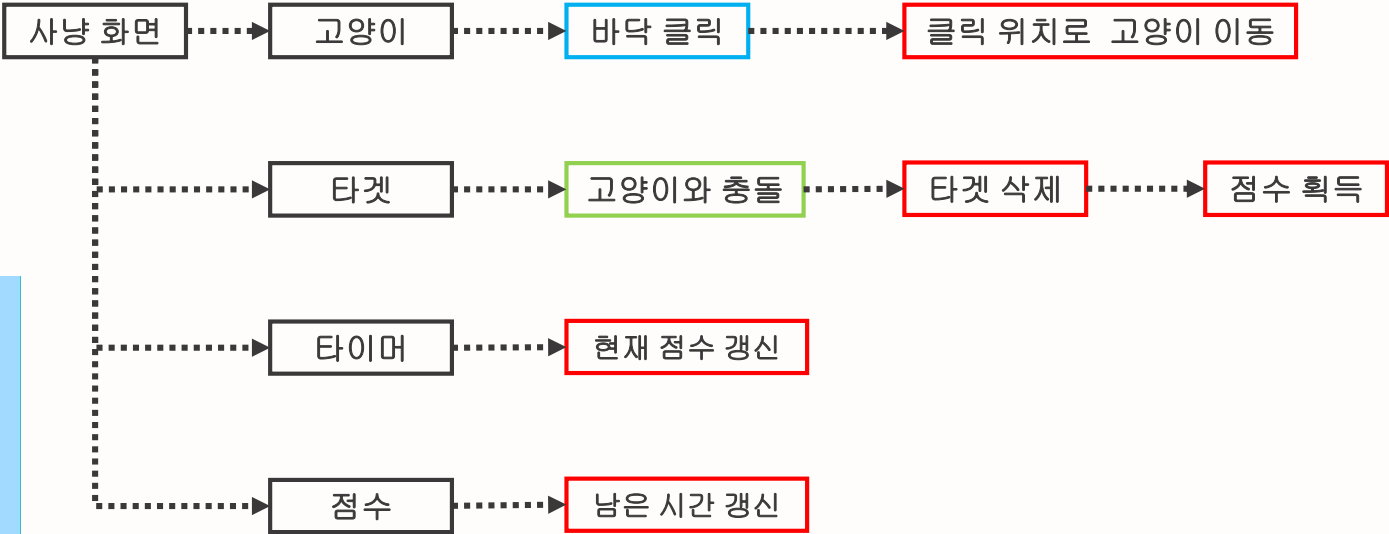 사냥 화면
고양이
바닥 클릭
클릭 위치로 고양이 이동
타겟
고양이와 충돌
타겟 삭제
점수 획득
타이머
현재 점수 갱신
점수
남은 시간 갱신